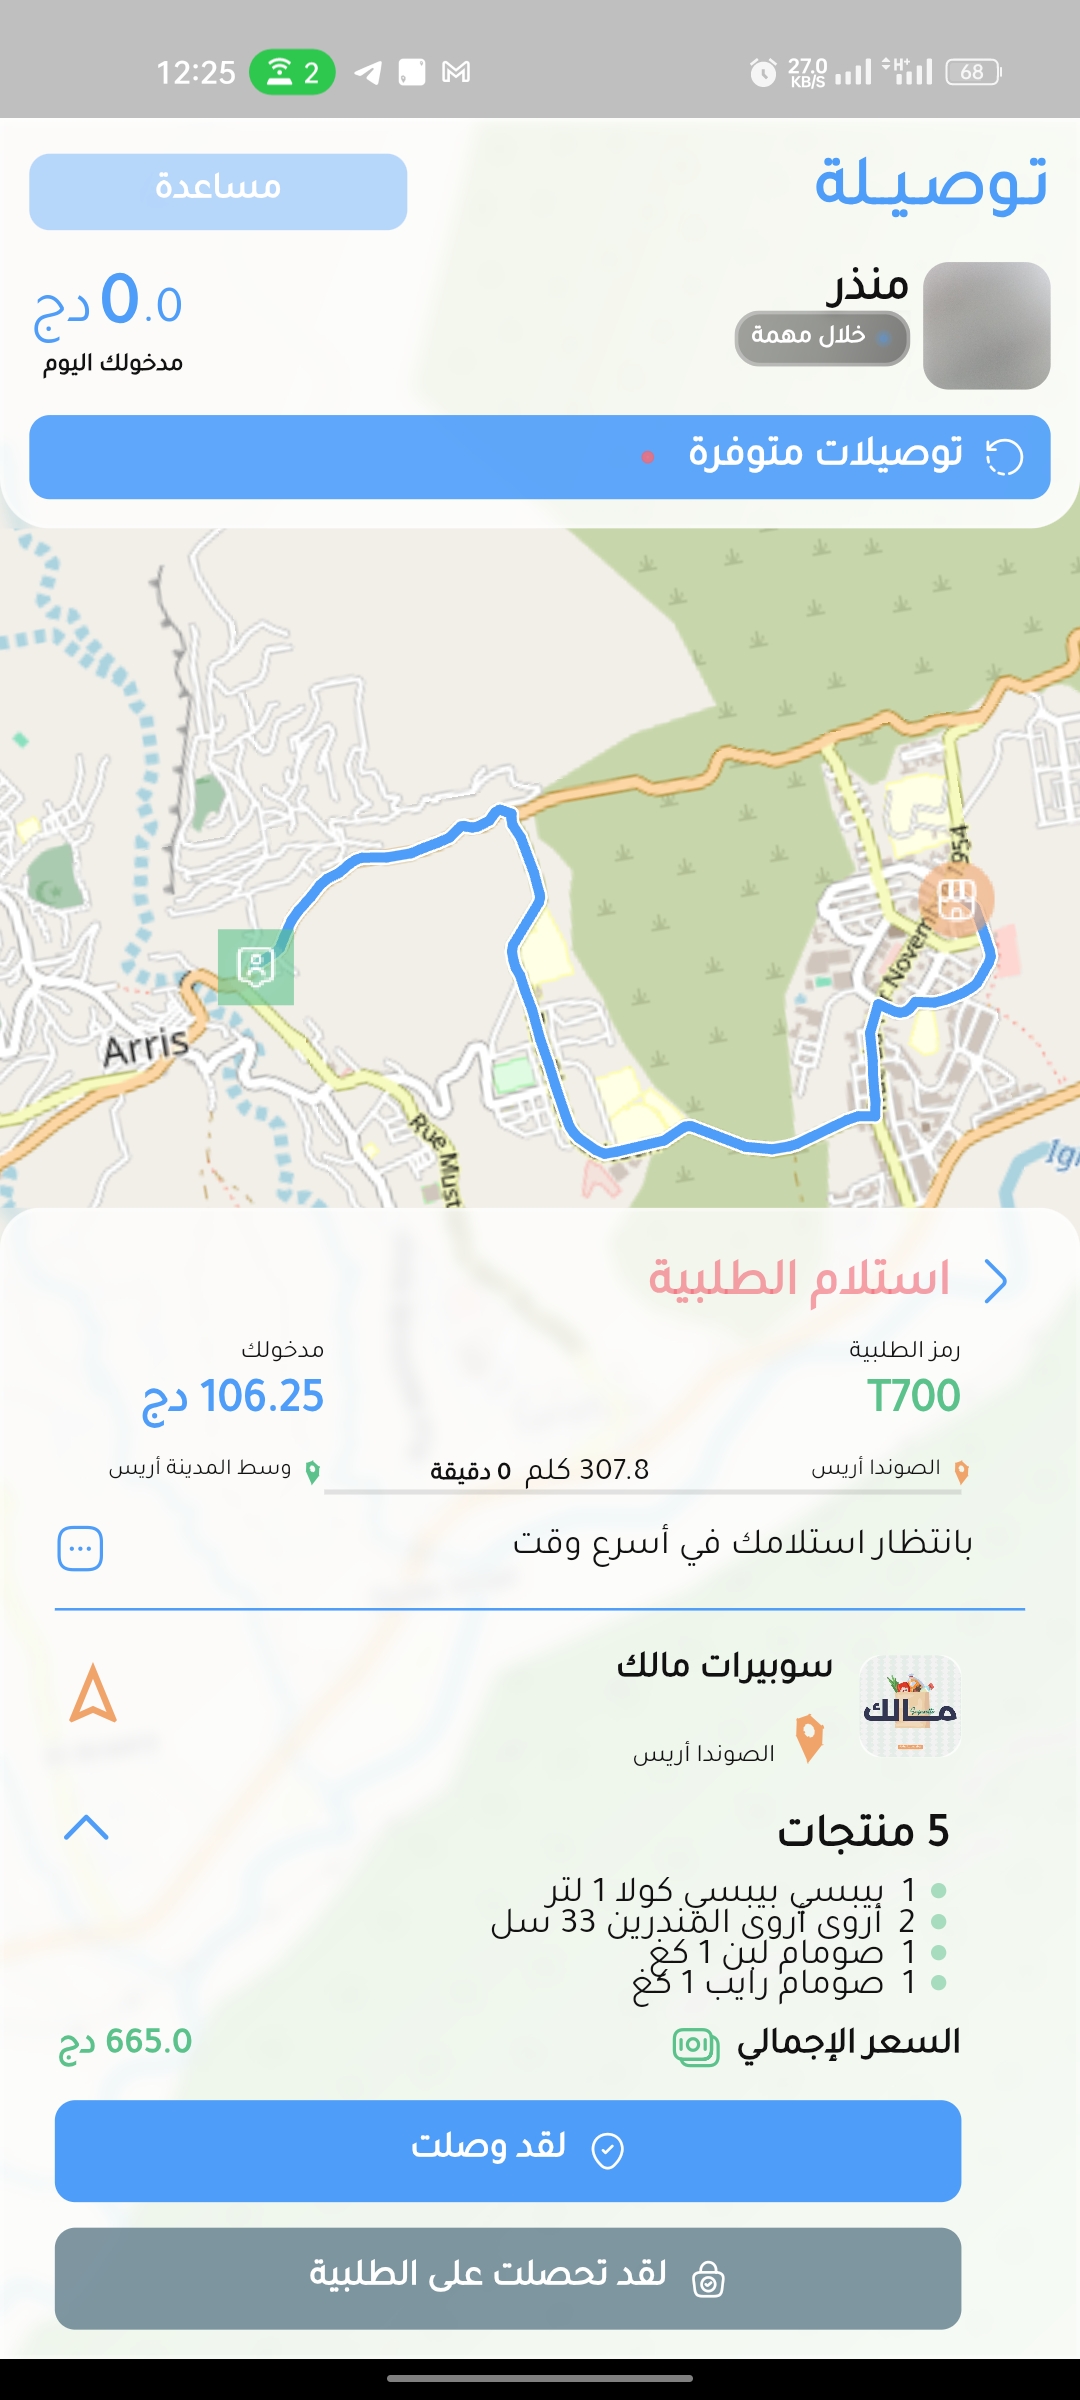 12:25
2
27.0
KB/S
H+
68
توصيلة
مساعدة
منذر
خلال مهمة
0.0 دج
مدخولك اليوم
توصيلات متوفرة
1954
r Novem
Arris
Rue Must
Igh
استلام الطلبية
رمز الطلبية
T700
مدخولك
106.25 دج
الصوندا أريس
307.8 كلم 0 دقيقة
وسط المدينة أريس
بانتظار استلامك في أسرع وقت
سوبيرات مالك
مالك
الصوندا أريس
5 منتجات
1 بيبسي بيبسي كولا 1 لتر
2 أروى أروى المندرين 33 سل
1 صومام لبن 1 كغ
1 صومام رايب 1 كغ
السعر الإجمالي
665.0 دج
لقد وصلت
لقد تحصلت على الطلبية